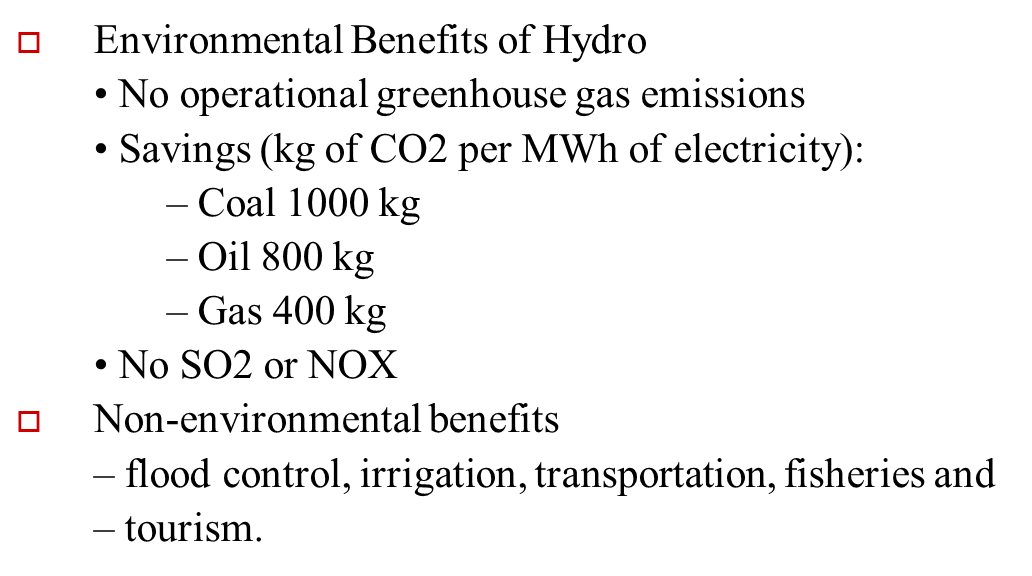 Environmental Benefits of Hydro
• No operational greenhouse gas emissions
• Savings (kg of CO2 per MWh of electricity):
– Coal 1000 kg
– Oil 800 kg
– Gas 400 kg
• No SO2 or NOX
Non-environmental benefits
– flood control, irrigation, transportation, fisheries and
– tourism.